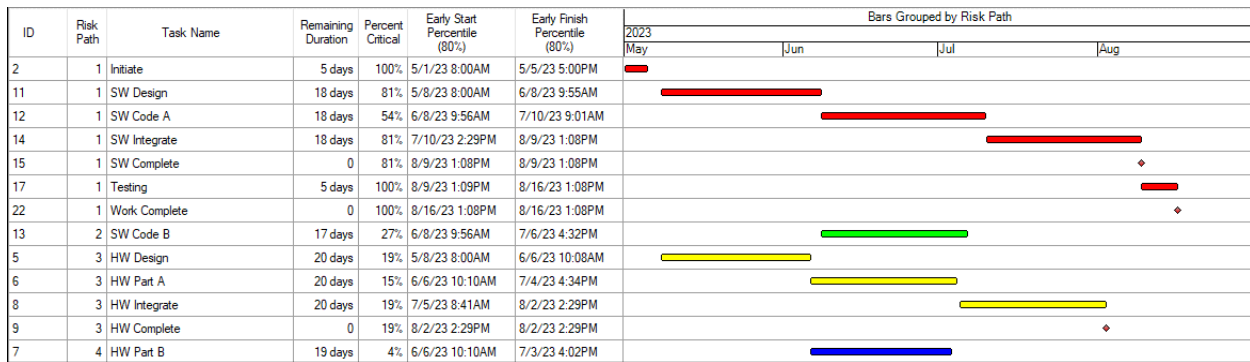 ID Risk Path Task Name Remaining Duration Percent Critical Early Start Percentile (80%) Early Finish Percentile (80%) Bars Grouped by Risk Path
2023
May Jun Jul Aug
2 1 Initiate 5 days 100% 5/1/23 8:00AM 5/5/23 5:00PM
11 1 SW Design 18 days 81% 5/8/23 8:00AM 6/8/23 9:55AM
12 1 SW Code A 18 days 54% 6/8/23 9:56AM 7/10/23 9:01AM
14 1 SW Integrate 18 days 81% 7/10/23 2:29PM 8/9/23 1:08PM
15 1 SW Complete 0 81% 8/9/23 1:08PM 8/9/23 1:08PM
17 1 Testing 5 days 100% 8/9/23 1:09PM 8/16/23 1:08PM
22 1 Work Complete 0 100% 8/16/23 1:08PM 8/16/23 1:08PM
13 2 SW Code B 17 days 27% 6/8/23 9:56AM 7/6/23 4:32PM
5 3 HW Design 20 days 19% 5/8/23 8:00AM 6/6/23 10:08AM
6 3 HW Part A 20 days 15% 6/6/23 10:10AM 7/4/23 4:34PM
8 3 HW Integrate 20 days 19% 7/5/23 8:41AM 8/2/23 2:29PM
9 3 HW Complete 0 19% 8/2/23 2:29PM 8/2/23 2:29PM
7 4 HW Part B 19 days 4% 6/6/23 10:10AM 7/3/23 4:02PM